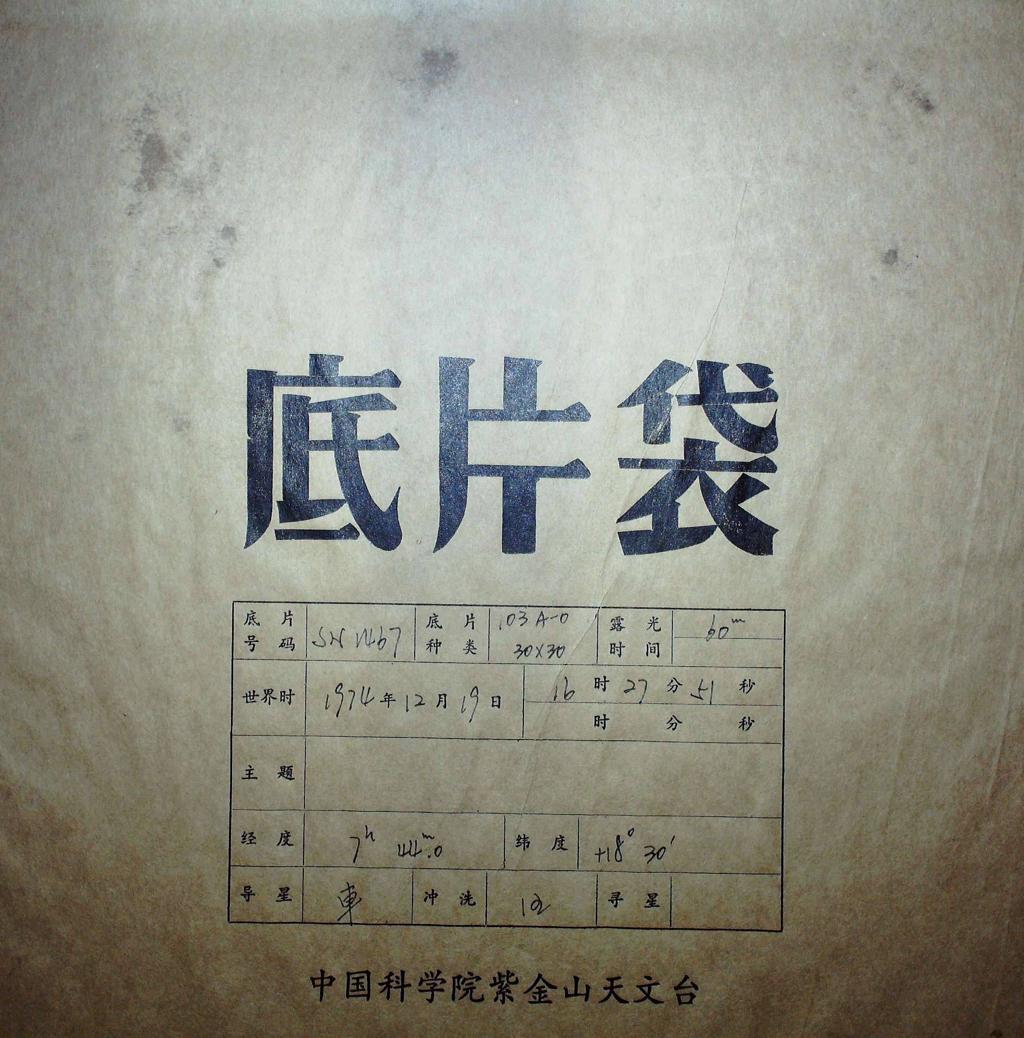 底片袋
底片号码 SN 1467 底片种类 103A-0 30×30 露光时间 60ᵐ
世界时 1974年12月19日 16时27分51秒
时 分 秒
主题
经度 7ʰ 44ᵐ.0 纬度 +18° 30′
导星 冲洗 寻星
中国科学院紫金山天文台